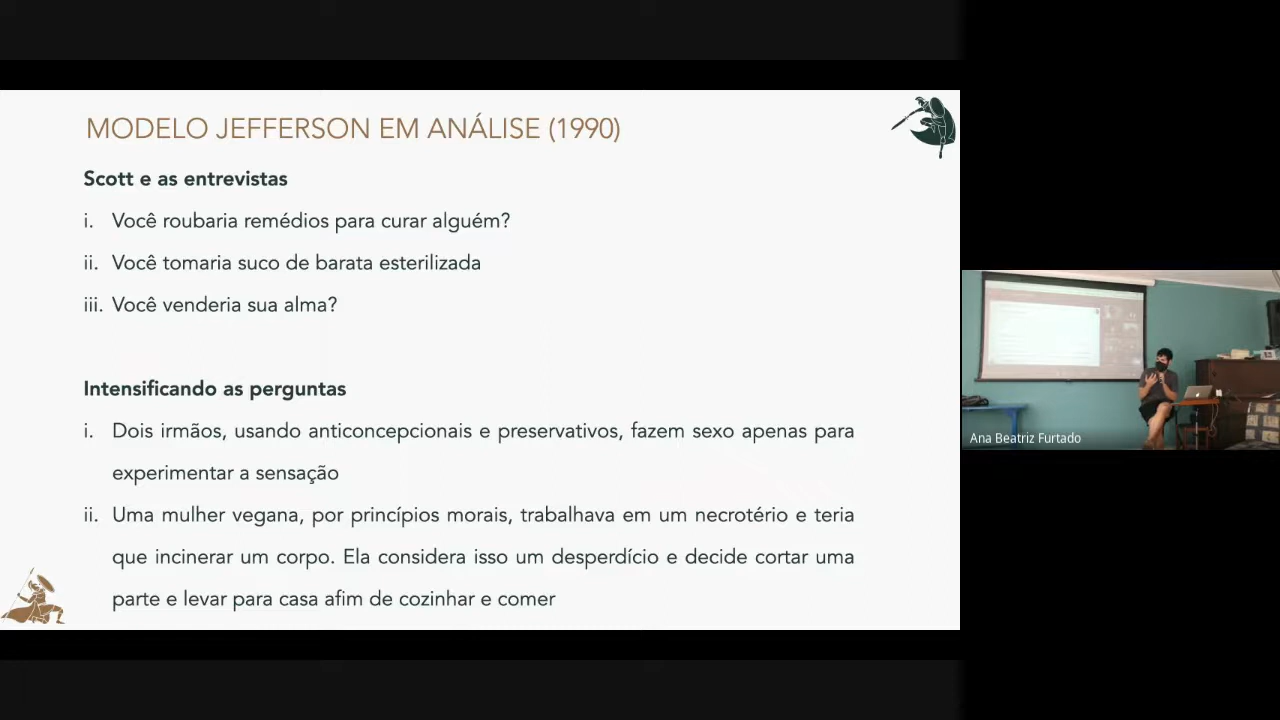 MODELO JEFFERSON EM ANÁLISE (1990)
Scott e as entrevistas
i. Você roubaria remédios para curar alguém?
ii. Você tomaria suco de barata esterilizada
iii. Você venderia sua alma?
Intensificando as perguntas
i. Dois irmãos, usando anticoncepcionais e preservativos, fazem sexo apenas para
experimentar a sensação
ii. Uma mulher vegana, por princípios morais, trabalhava em um necrotério e teria
que incinerar um corpo. Ela considera isso um desperdício e decide cortar uma
parte e levar para casa afim de cozinhar e comer
Ana Beatriz Furtado